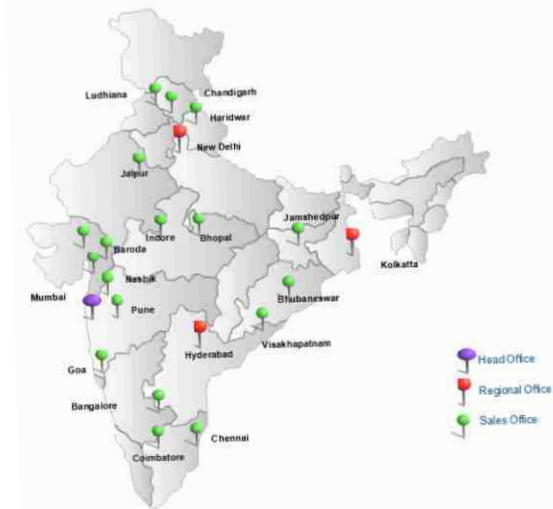 Ludhiana
Chandigarh
Haridwar
New Delhi
Jaipur
Jamshedpur
Indore
Bhopal
Baroda
Kolkatta
Nashik
Bhubaneswar
Mumbai
Pune
Visakhapatnam
Hyderabad
Goa
Head Office
Regional Office
Bangalore
Sales Office
Chennai
Coimbatore